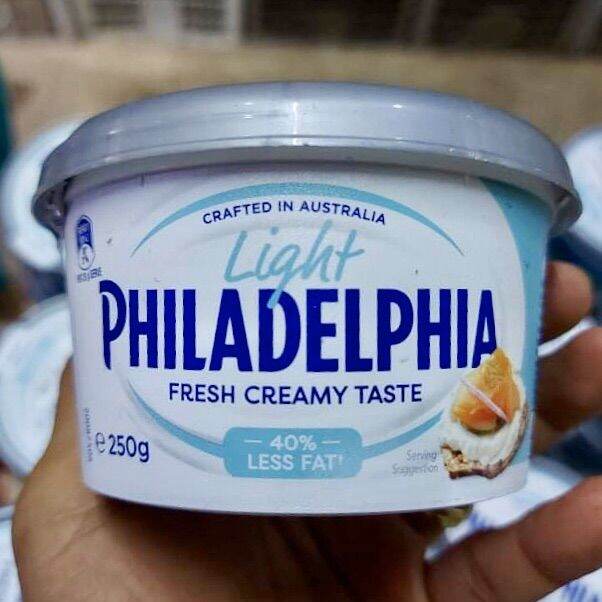 CRAFTED IN AUSTRALIA
Light
PHILADELPHIA
FRESH CREAMY TASTE
℮ 250g
40%
LESS FAT†
Serving
Suggestion